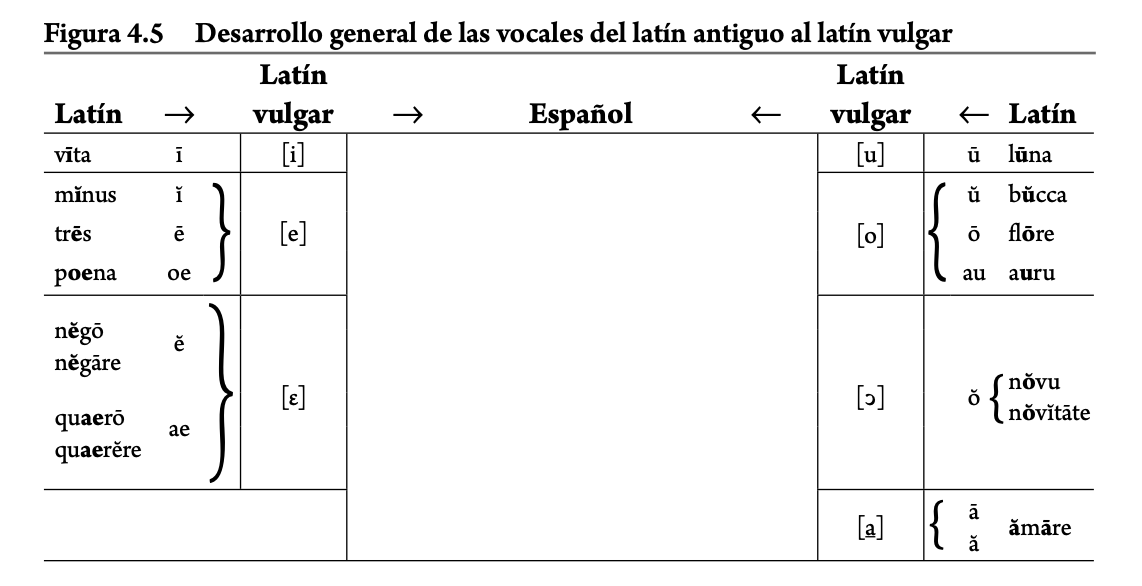 Figura 4.5 Desarrollo general de las vocales del latín antiguo al latín vulgar
Latín → Latín vulgar → Español ← Latín vulgar ← Latín
vīta ī [i] [u] ū lūna
mĭnus ĭ ŭ bŭcca
trēs ē [e] [o] ō flōre
poena oe au auru
nĕgō
nĕgāre ĕ
[ɛ] [ɔ] ŏ nŏvu
nŏvĭtāte
quaerō
quaerĕre ae
[a̱] ā
ă ămāre